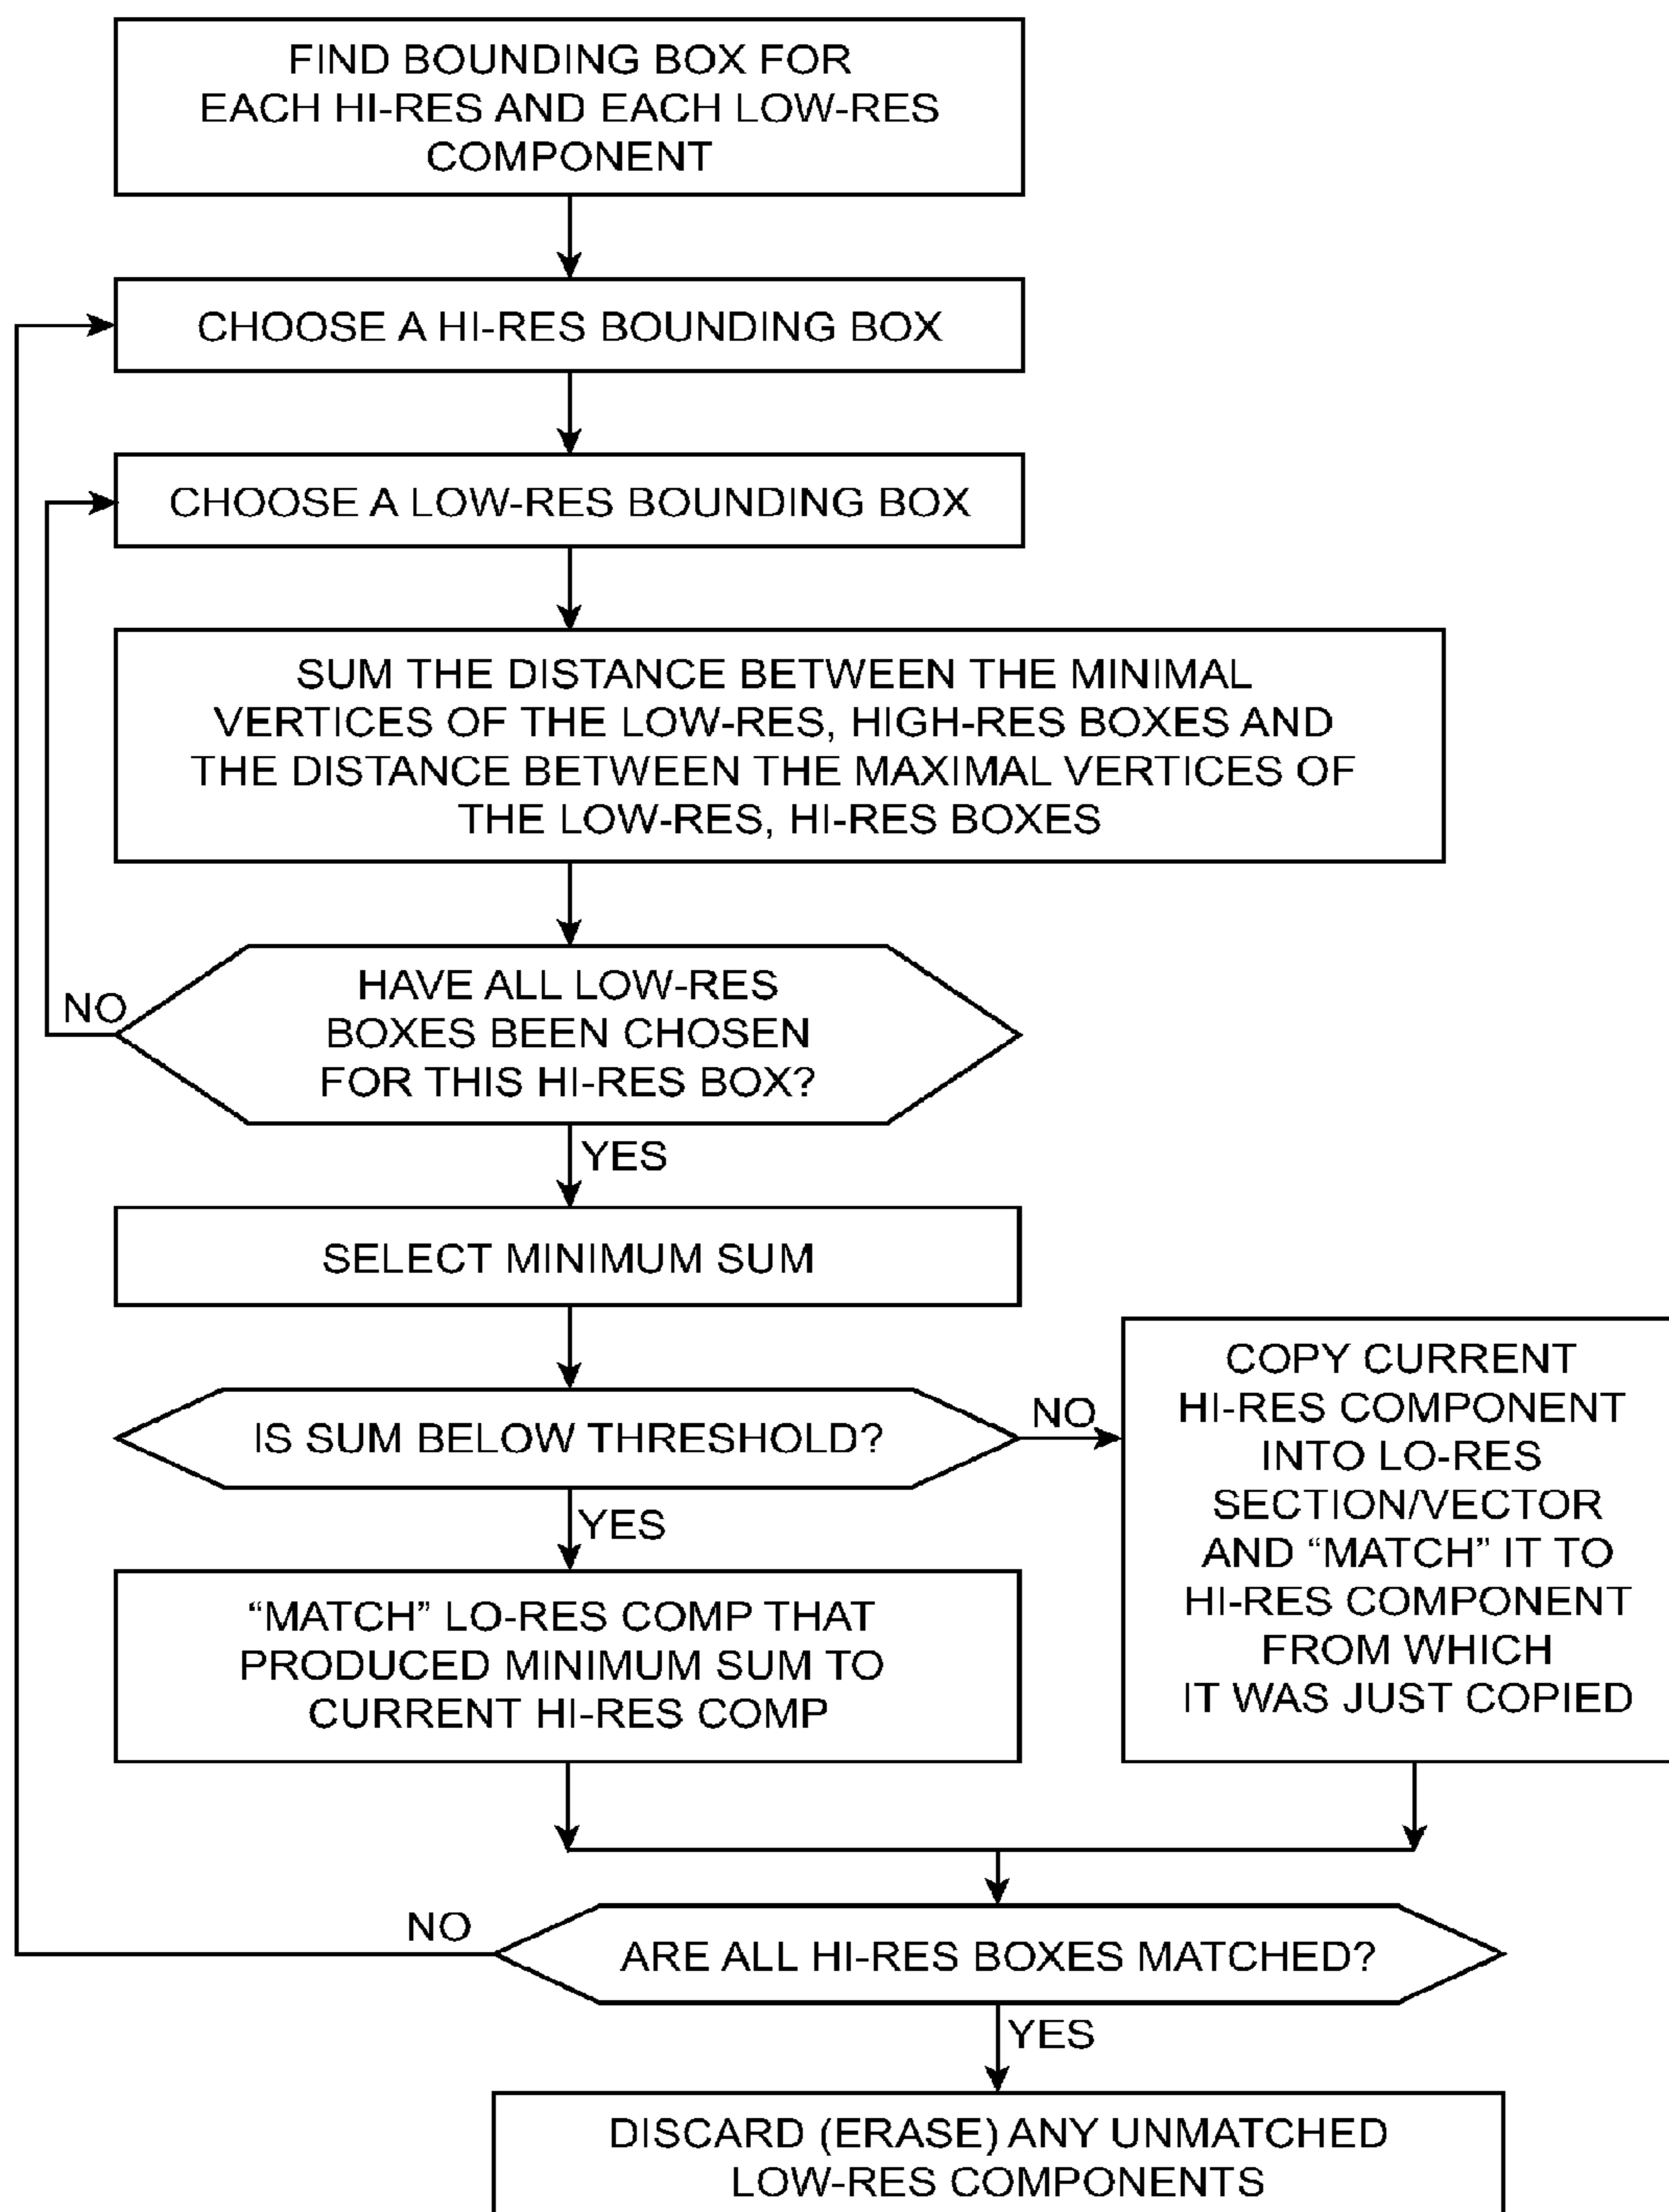 FIND BOUNDING BOX FOR
EACH HI-RES AND EACH LOW-RES
COMPONENT
CHOOSE A HI-RES BOUNDING BOX
CHOOSE A LOW-RES BOUNDING BOX
SUM THE DISTANCE BETWEEN THE MINIMAL
VERTICES OF THE LOW-RES, HIGH-RES BOXES AND
THE DISTANCE BETWEEN THE MAXIMAL VERTICES OF
THE LOW-RES, HI-RES BOXES
HAVE ALL LOW-RES
BOXES BEEN CHOSEN
FOR THIS HI-RES BOX?
NO
YES
SELECT MINIMUM SUM
IS SUM BELOW THRESHOLD?
NO
COPY CURRENT
HI-RES COMPONENT
INTO LO-RES
SECTION/VECTOR
AND “MATCH” IT TO
HI-RES COMPONENT
FROM WHICH
IT WAS JUST COPIED
YES
“MATCH” LO-RES COMP THAT
PRODUCED MINIMUM SUM TO
CURRENT HI-RES COMP
NO
ARE ALL HI-RES BOXES MATCHED?
YES
DISCARD (ERASE) ANY UNMATCHED
LOW-RES COMPONENTS